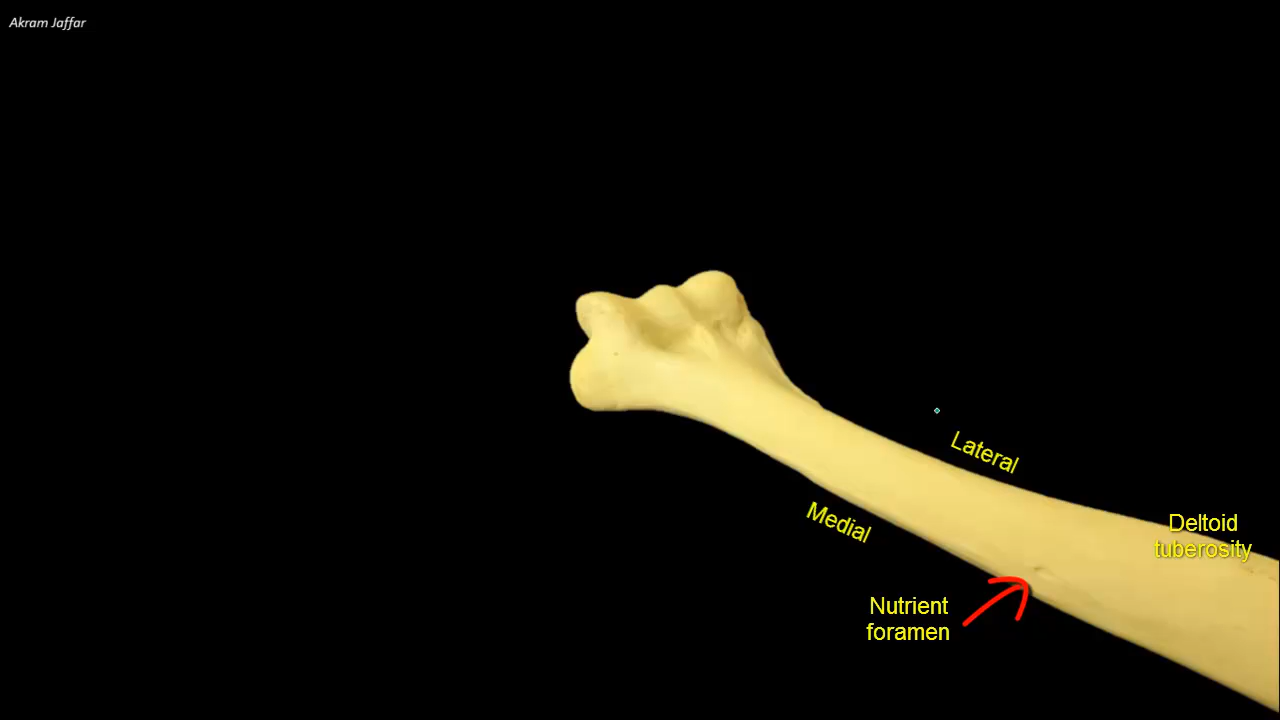 Akram Jaffar
Lateral
Medial
Deltoid
tuberosity
Nutrient
foramen